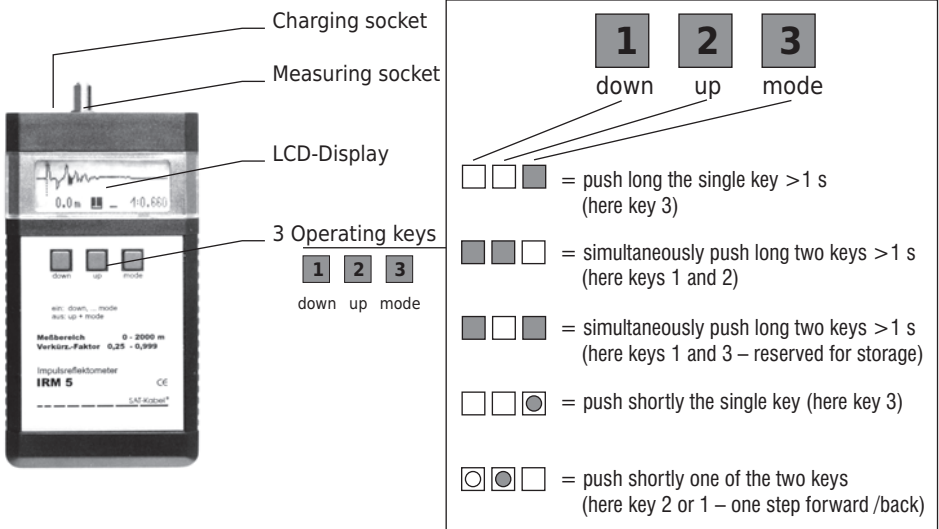 Charging socket
Measuring socket
LCD-Display
0.0m 1:0.660
3 Operating keys
1 2 3
down up mode
down up mode
ein: down, ... mode
aus: up + mode
Meßbereich 0 - 2000 m
Verkürz.-Faktor 0,25 - 0,999
Impulsreflektometer
IRM 5 CE
SAT-Kabel®
1 2 3
down up mode
= push long the single key >1 s
(here key 3)
= simultaneously push long two keys >1 s
(here keys 1 and 2)
= simultaneously push long two keys >1 s
(here keys 1 and 3 – reserved for storage)
= push shortly the single key (here key 3)
= push shortly one of the two keys
(here key 2 or 1 – one step forward /back)